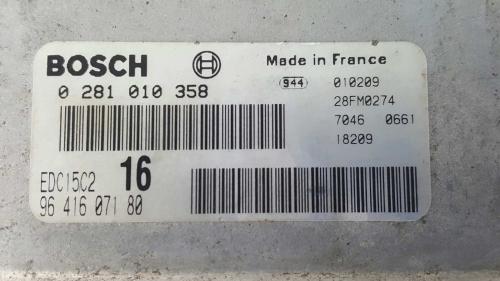 BOSCH
Made in France
0 281 010 358
944 010209
28FM0274
7046 0661
18209
EDC15C2 16
96 416 071 80